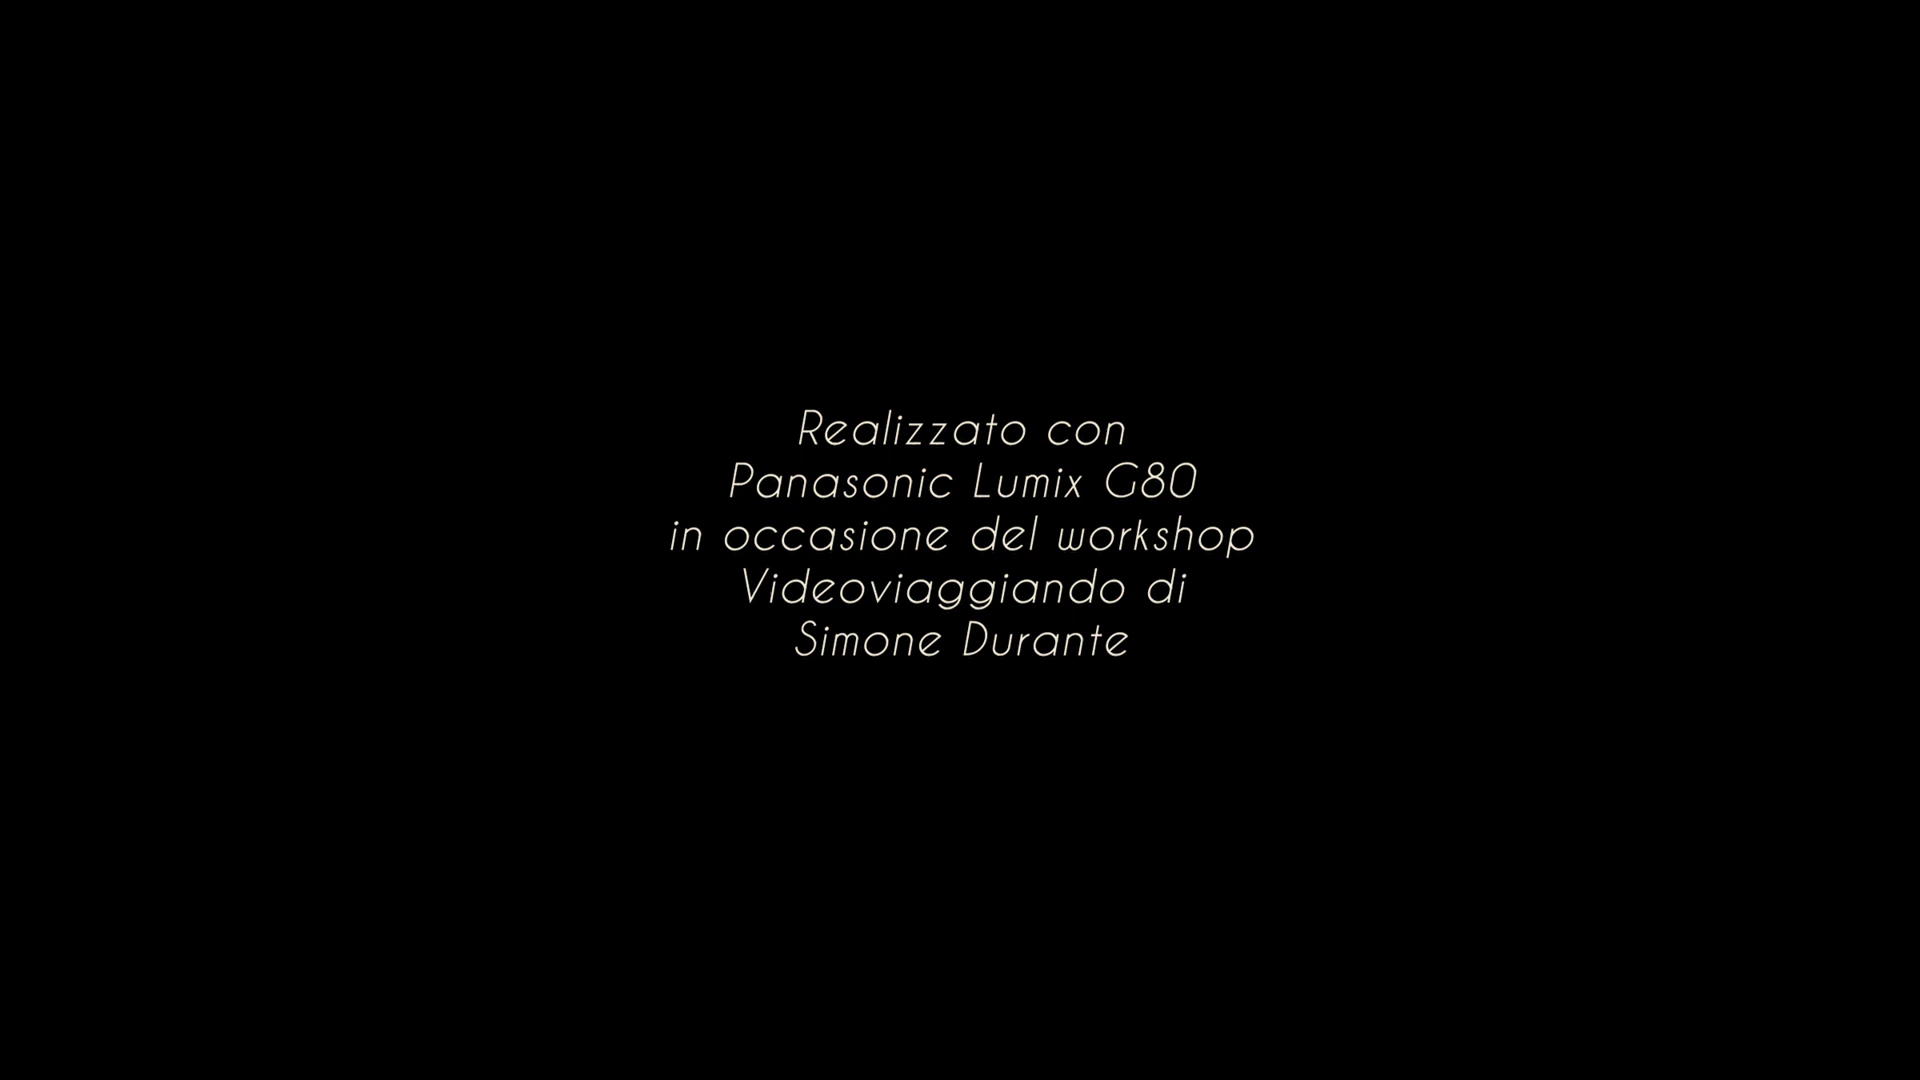 Realizzato con
Panasonic Lumix G80
in occasione del workshop
Videoviaggiando di
Simone Durante